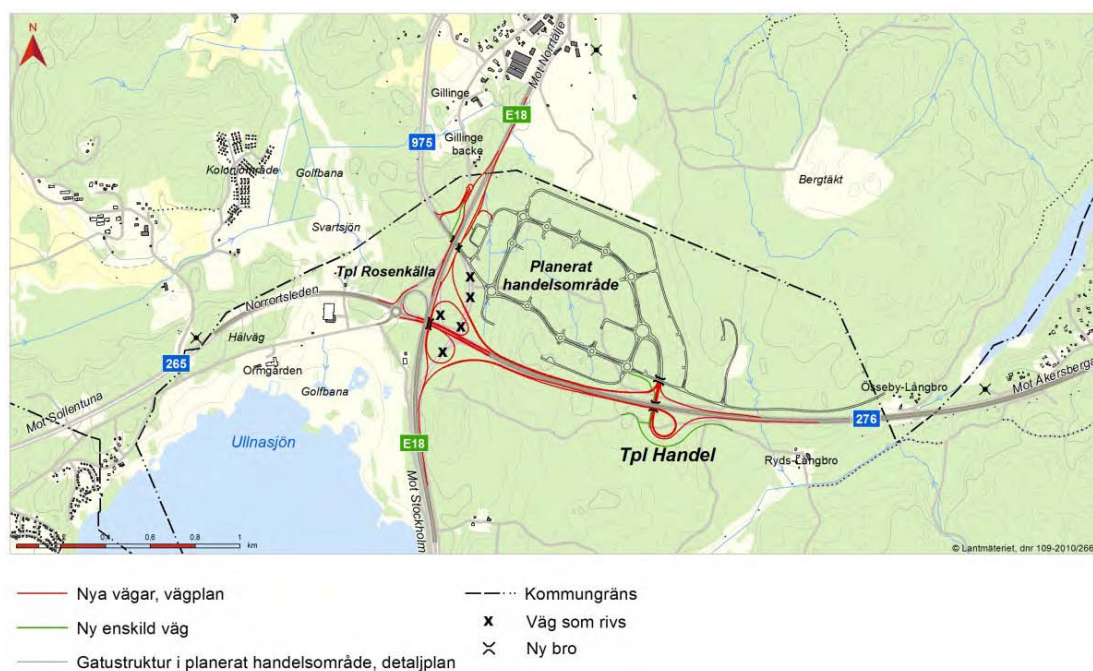 N
Mot Norrtälje
Gillinge
E18
975
Gillinge
backe
Koloniområde
Golfbana
Bergtäkt
Svartsjön
Tpl Rosenkälla
Planerat
handelsområde
Norrortsleden
Hälväg
265
Ormgården
Golfbana
Mot Sollentuna
Ullnasjön
E18
Mot Stockholm
Tpl Handel
Össeby-Långbro
Mot Åkersberga
276
Ryds-Långbro
0,2 0,4 0,6 0,8 1
km
© Lantmäteriet, dnr 109-2010/266
Nya vägar, vägplan
Ny enskild väg
Gatustruktur i planerat handelsområde, detaljplan
Kommungräns
x Väg som rivs
Ny bro